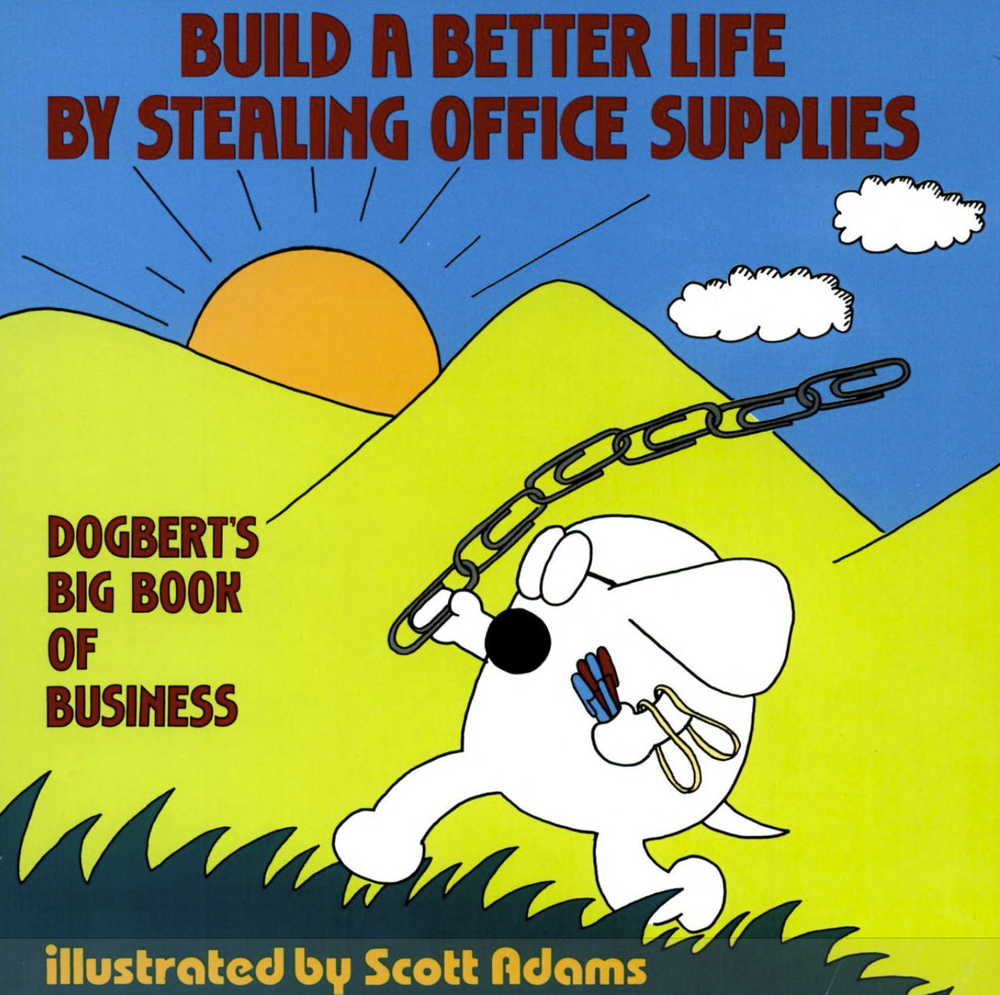 BUILD A BETTER LIFE
BY STEALING OFFICE SUPPLIES
DOGBERT'S
BIG BOOK
OF
BUSINESS
illustrated by Scott Adams